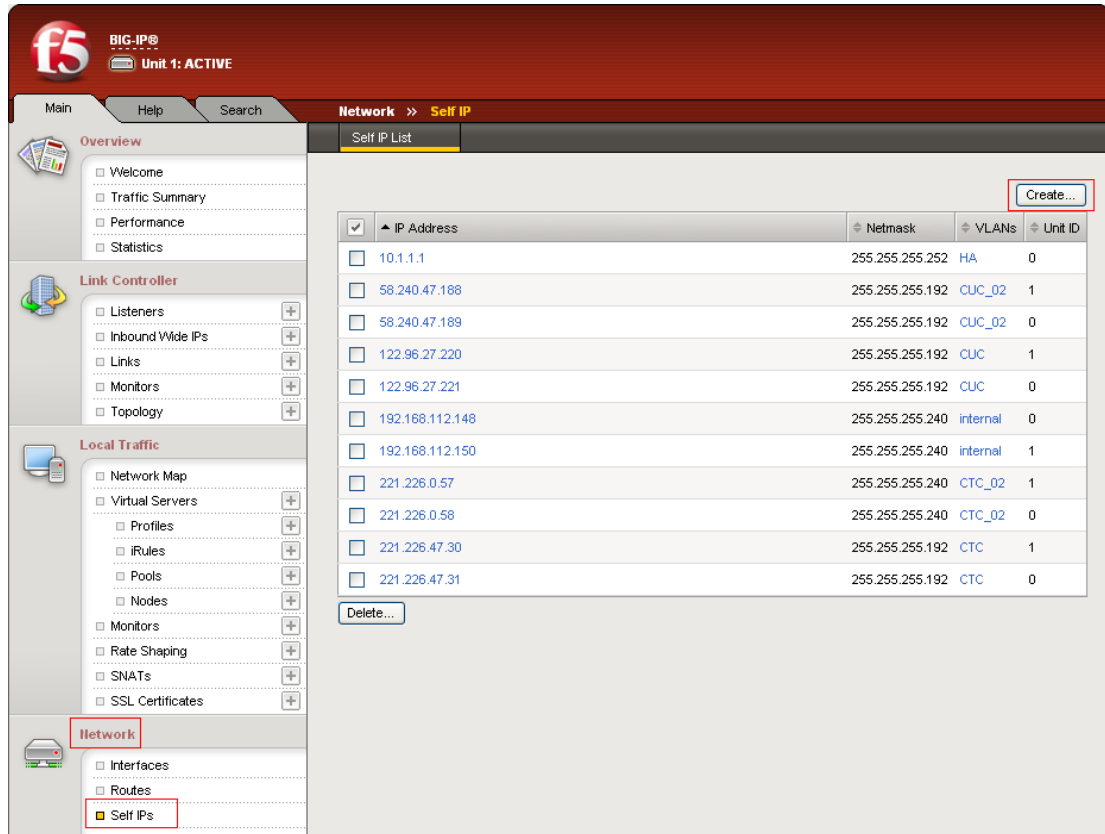 f5
BIG-IP®
Unit 1: ACTIVE
Main Help Search
Network » Self IP
Self IP List
Overview
Welcome
Traffic Summary
Performance
Statistics
Link Controller
Listeners
Inbound Wide IPs
Links
Monitors
Topology
Local Traffic
Network Map
Virtual Servers
Profiles
iRules
Pools
Nodes
Monitors
Rate Shaping
SNATs
SSL Certificates
Network
Interfaces
Routes
Self IPs
Create...
IP Address Netmask VLANs Unit ID
10.1.1.1 255.255.255.252 HA 0
58.240.47.188 255.255.255.192 CUC_02 1
58.240.47.189 255.255.255.192 CUC_02 0
122.96.27.220 255.255.255.192 CUC 1
122.96.27.221 255.255.255.192 CUC 0
192.168.112.148 255.255.255.240 internal 0
192.168.112.150 255.255.255.240 internal 1
221.226.0.57 255.255.255.240 CTC_02 1
221.226.0.58 255.255.255.240 CTC_02 0
221.226.47.30 255.255.255.192 CTC 1
221.226.47.31 255.255.255.192 CTC 0
Delete...